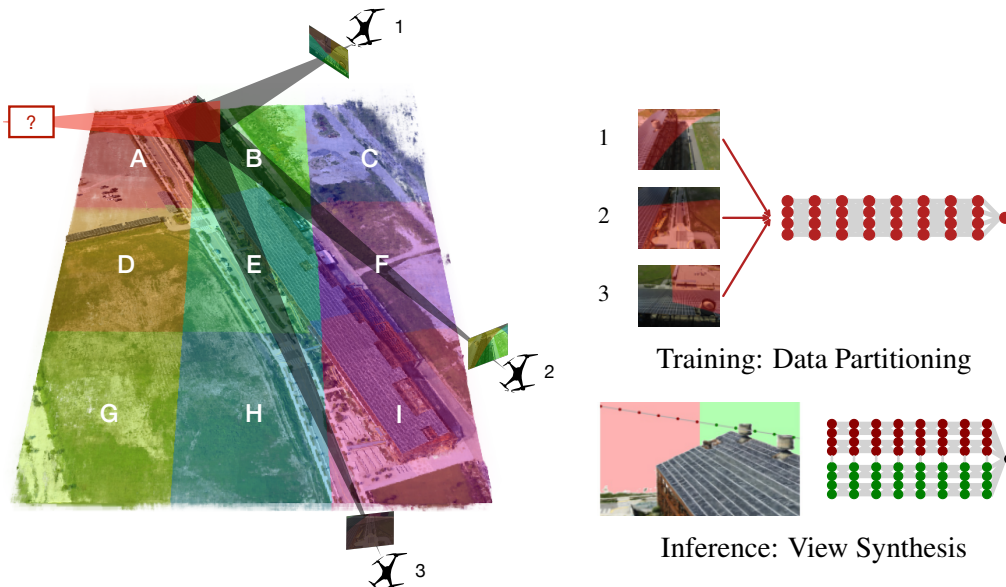 1
?
A
B
C
D
E
F
G
H
I
2
3
1
2
3
Training: Data Partitioning
Inference: View Synthesis